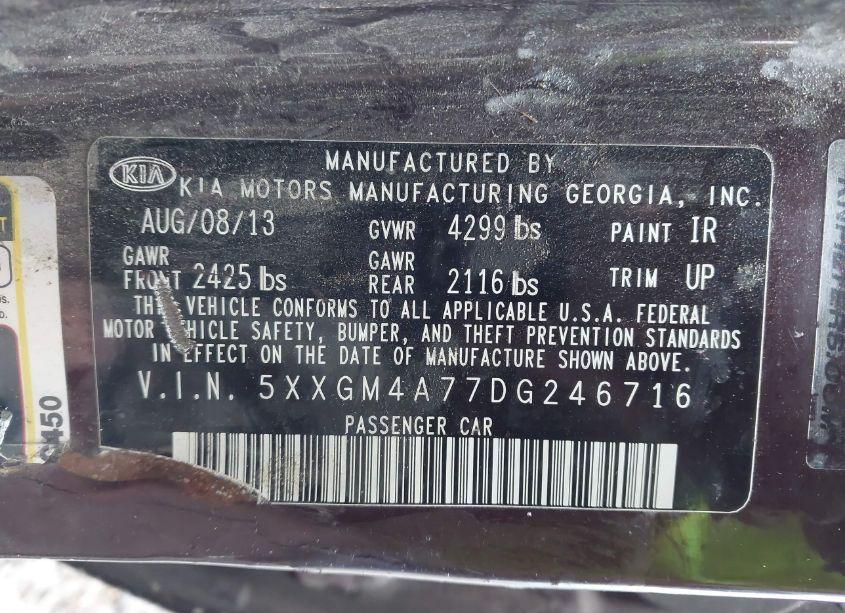 MANUFACTURED BY
KIA KIA MOTORS MANUFACTURING GEORGIA, INC.
AUG/08/13 GVWR 4299 lbs PAINT IR
GAWR FRONT 2425 lbs GAWR REAR 2116 lbs TRIM UP
THIS VEHICLE CONFORMS TO ALL APPLICABLE U.S.A. FEDERAL
MOTOR VEHICLE SAFETY, BUMPER, AND THEFT PREVENTION STANDARDS
IN EFFECT ON THE DATE OF MANUFACTURE SHOWN ABOVE.
V.I.N. 5XXGM4A77DG246716
PASSENGER CAR
450